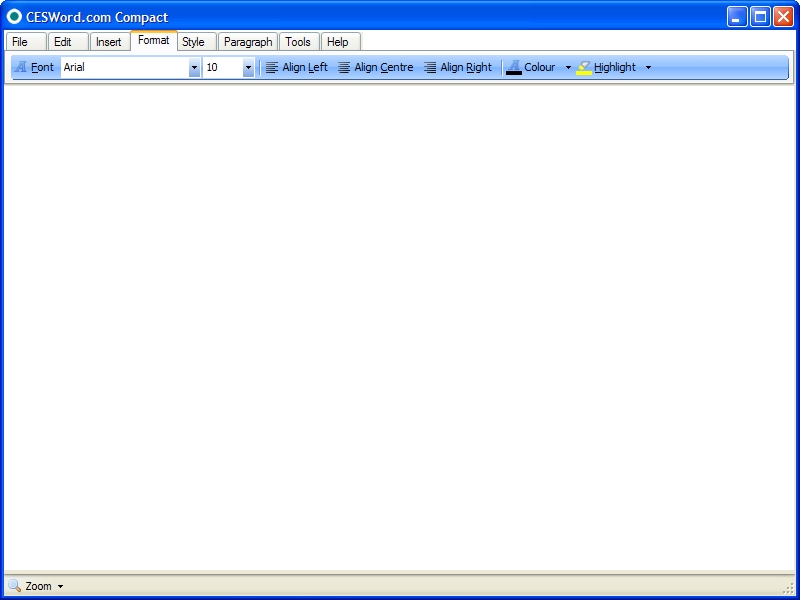 CESWord.com Compact
File Edit Insert Format Style Paragraph Tools Help
A Font Arial 10 Align Left Align Centre Align Right A Colour Highlight
Zoom